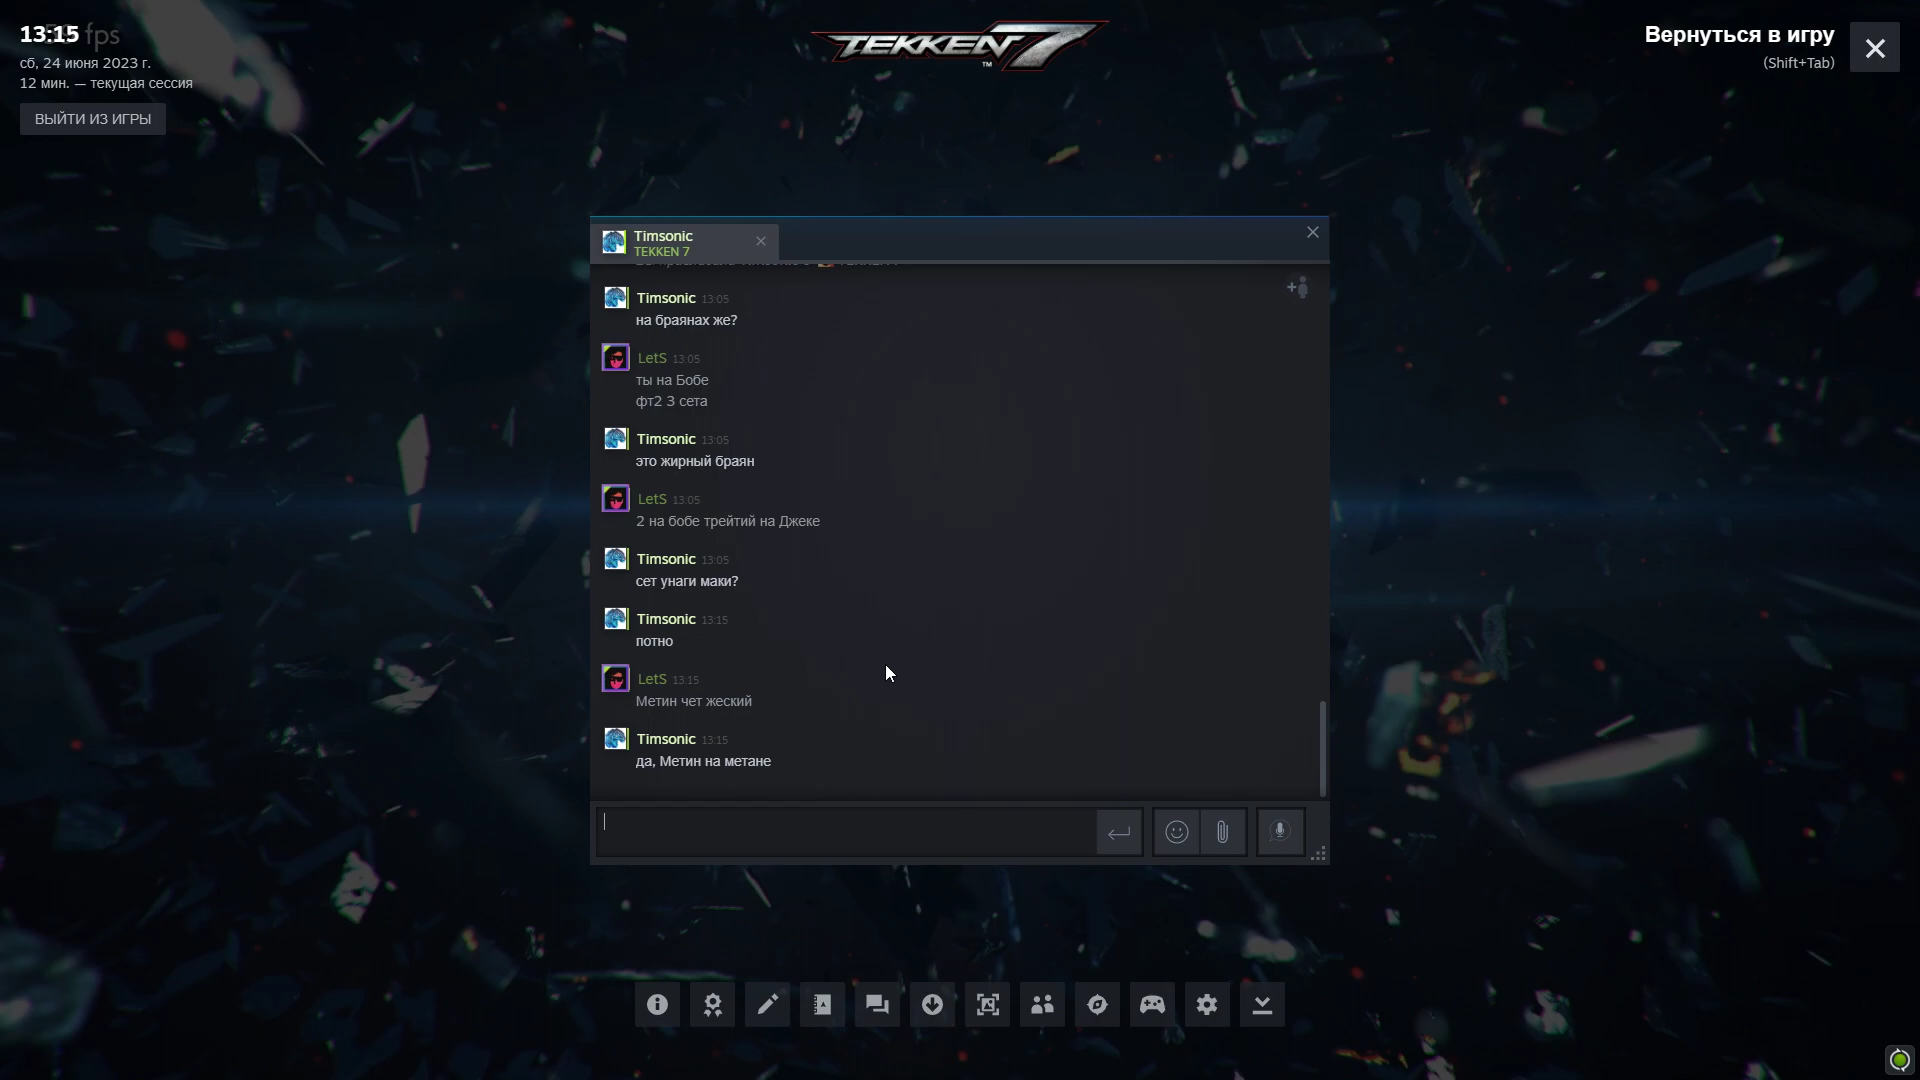 13:15
fps
сб, 24 июня 2023 г.
12 мин. — текущая сессия
ВЫЙТИ ИЗ ИГРЫ
TEKKEN 7
TM
Вернуться в игру
(Shift+Tab)
Timsonic
TEKKEN 7
Timsonic 13:05
на браянах же?
LetS 13:05
ты на Бобе
фт2 3 сета
Timsonic 13:05
это жирный браян
LetS 13:05
2 на бобе трейтий на Джеке
Timsonic 13:05
сет унаги маки?
Timsonic 13:15
потно
LetS 13:15
Метин чет жеский
Timsonic 13:15
да, Метин на метане